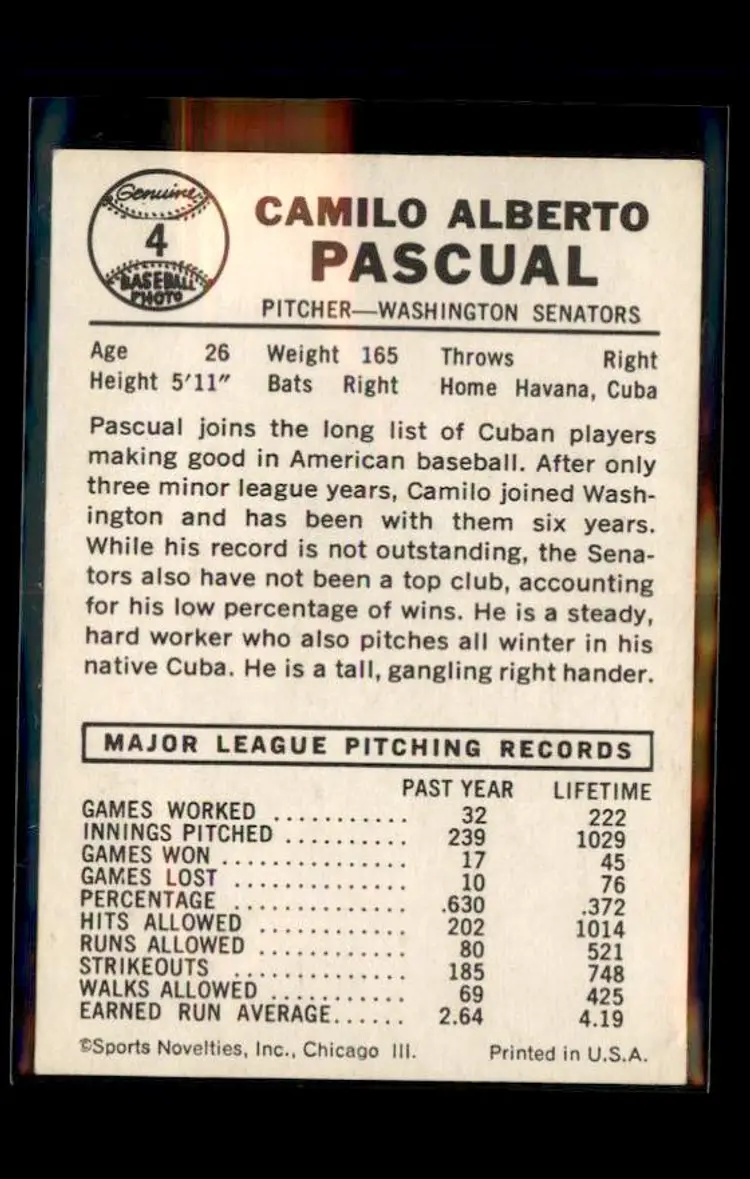 Genuine
4
BASEBALL
PHOTO
CAMILO ALBERTO
PASCUAL
PITCHER—WASHINGTON SENATORS
Age 26 Weight 165 Throws Right
Height 5'11" Bats Right Home Havana, Cuba
Pascual joins the long list of Cuban players
making good in American baseball. After only
three minor league years, Camilo joined Wash-
ington and has been with them six years.
While his record is not outstanding, the Sena-
tors also have not been a top club, accounting
for his low percentage of wins. He is a steady,
hard worker who also pitches all winter in his
native Cuba. He is a tall, gangling right hander.
MAJOR LEAGUE PITCHING RECORDS
PAST YEAR LIFETIME
GAMES WORKED ........... 32 222
INNINGS PITCHED .......... 239 1029
GAMES WON ............... 17 45
GAMES LOST .............. 10 76
PERCENTAGE .............. .630 .372
HITS ALLOWED ............ 202 1014
RUNS ALLOWED ............ 80 521
STRIKEOUTS .............. 185 748
WALKS ALLOWED ........... 69 425
EARNED RUN AVERAGE...... 2.64 4.19
©Sports Novelties, Inc., Chicago Ill. Printed in U.S.A.